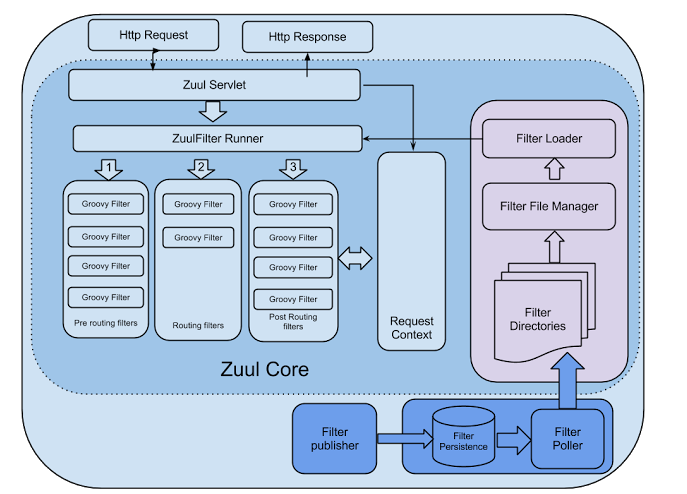 Http Request
Http Response
Zuul Servlet
ZuulFilter Runner
Filter Loader
1
2
3
Groovy Filter
Groovy Filter
Groovy Filter
Groovy Filter
Pre routing filters
Groovy Filter
Groovy Filter
Routing filters
Groovy Filter
Groovy Filter
Groovy Filter
Groovy Filter
Post Routing
filters
Request
Context
Filter File Manager
Filter
Directories
Zuul Core
Filter
publisher
Filter
Persistence
Filter
Poller